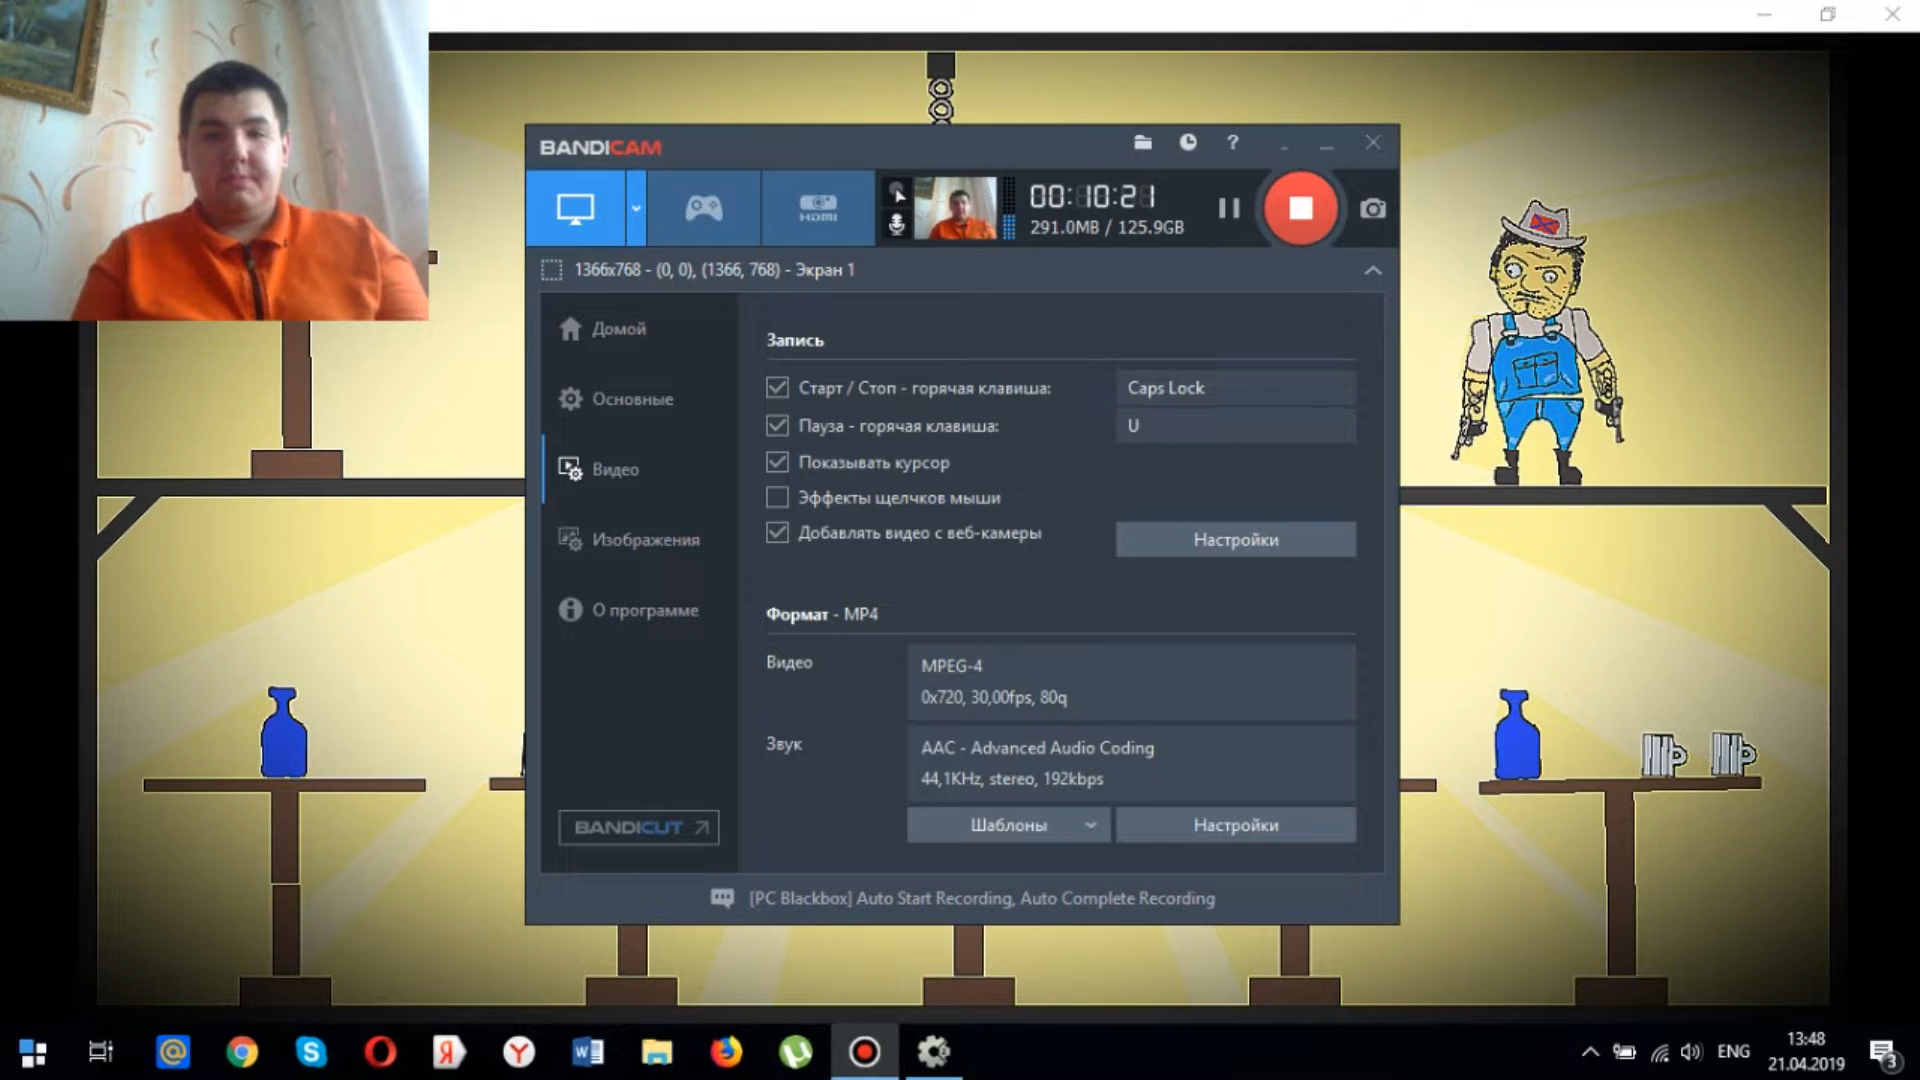 BANDICAM
HDMI
00:10:21
291.0MB / 125.9GB
1366x768 - (0, 0), (1366, 768) - Экран 1
Домой
Основные
Видео
Изображения
О программе
BANDICUT
Запись
Старт / Стоп - горячая клавиша:
Caps Lock
Пауза - горячая клавиша:
U
Показывать курсор
Эффекты щелчков мыши
Добавлять видео с веб-камеры
Настройки
Формат - MP4
Видео
MPEG-4
0x720, 30,00fps, 80q
Звук
AAC - Advanced Audio Coding
44,1KHz, stereo, 192kbps
Шаблоны
Настройки
[PC Blackbox] Auto Start Recording, Auto Complete Recording
ENG
13:48
21.04.2019
3